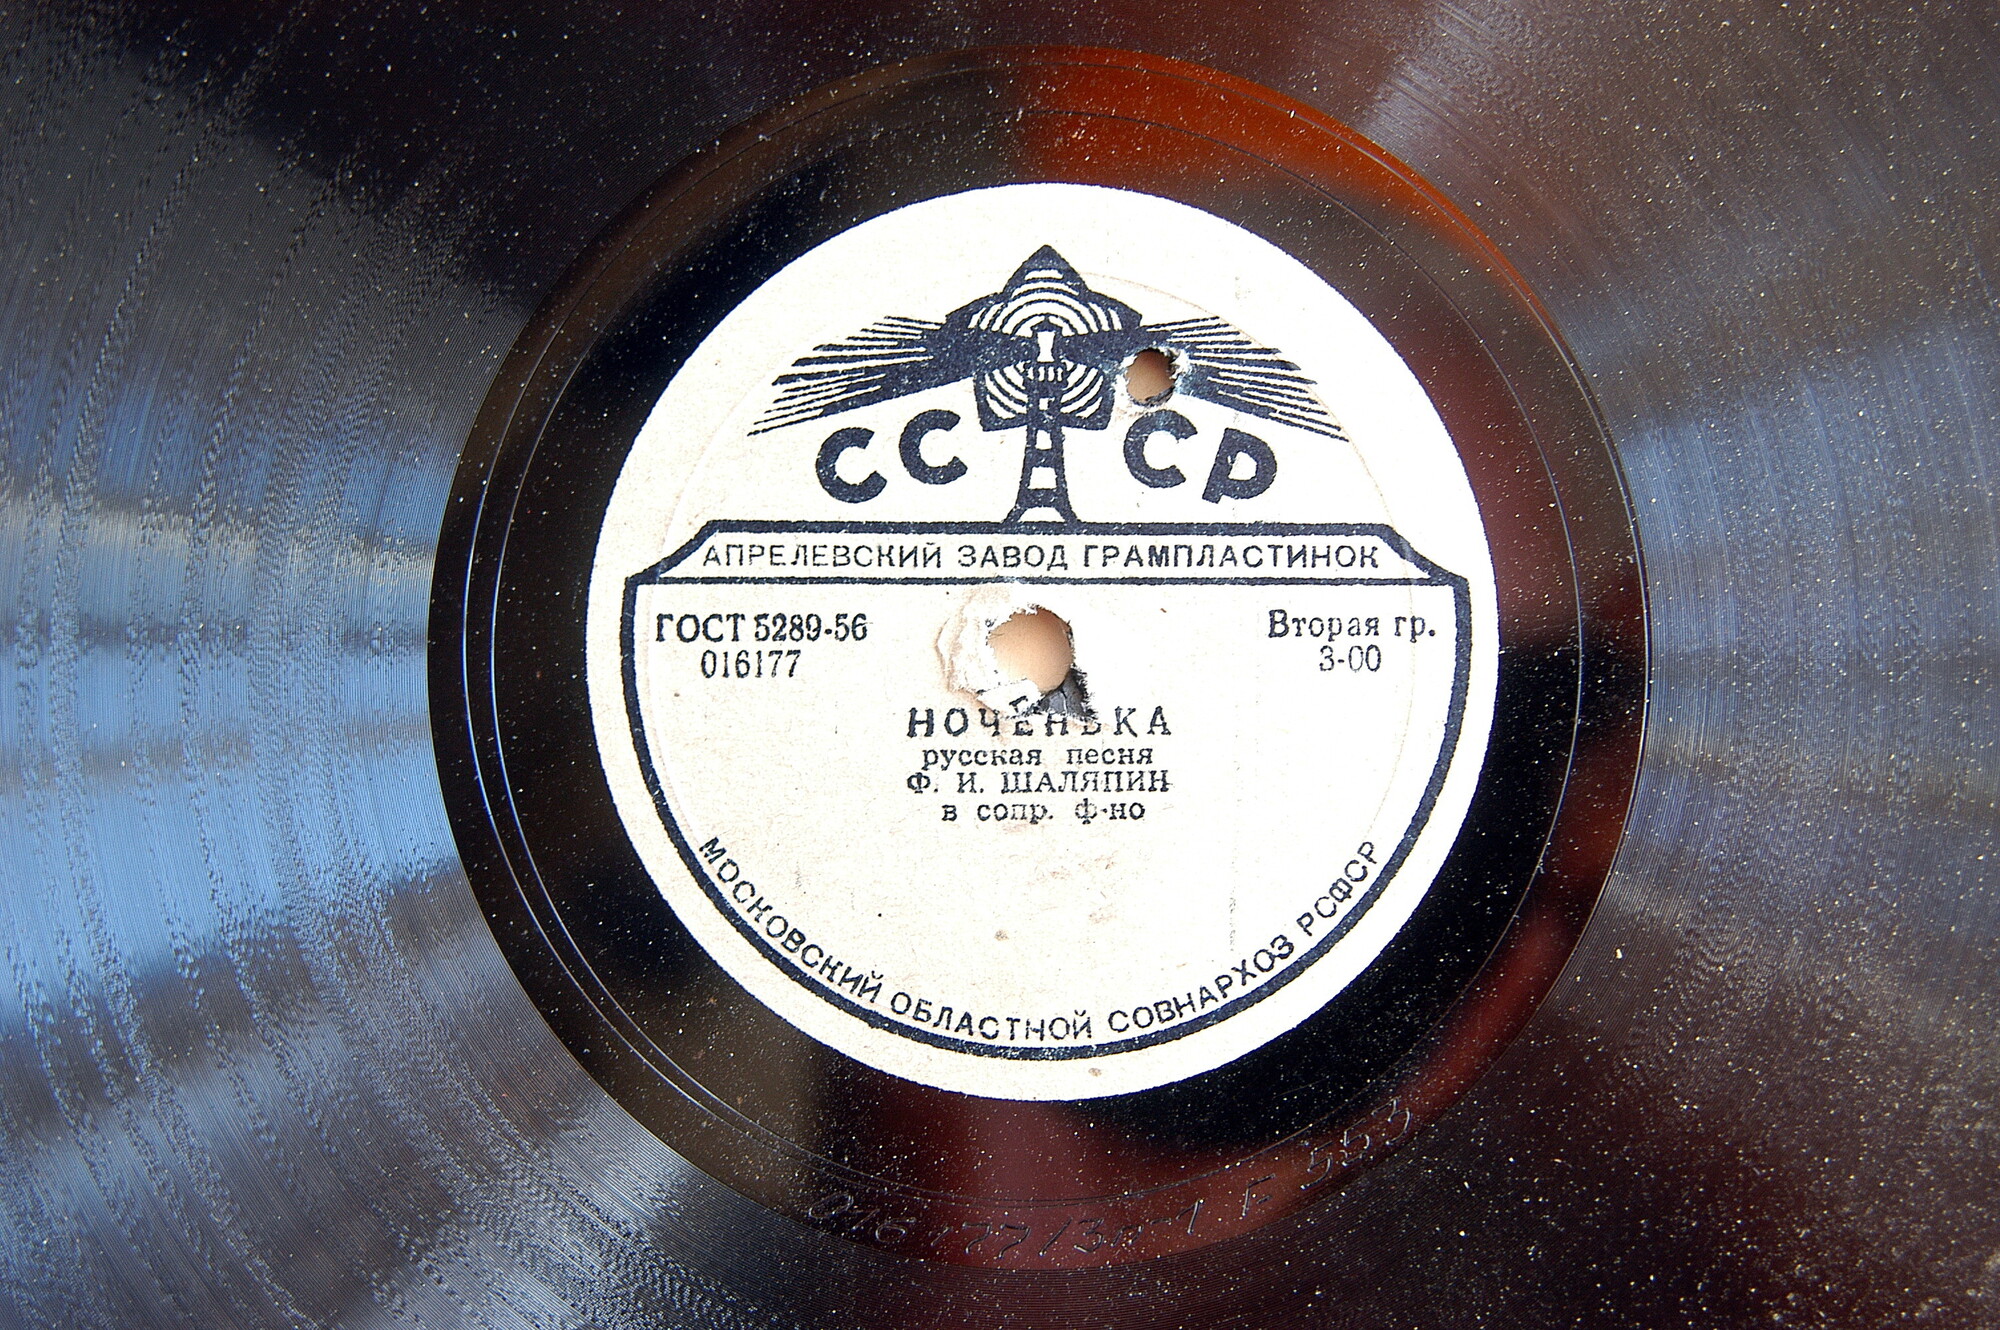 СССР
АПРЕЛЕВСКИЙ ЗАВОД ГРАМПЛАСТИНОК
ГОСТ 5289-56
016177
Вторая гр.
3-00
НОЧЕНЬКА
русская песня
Ф. И. ШАЛЯПИН
в сопр. ф-но
МОСКОВСКИЙ ОБЛАСТНОЙ СОВНАРХОЗ РСФСР